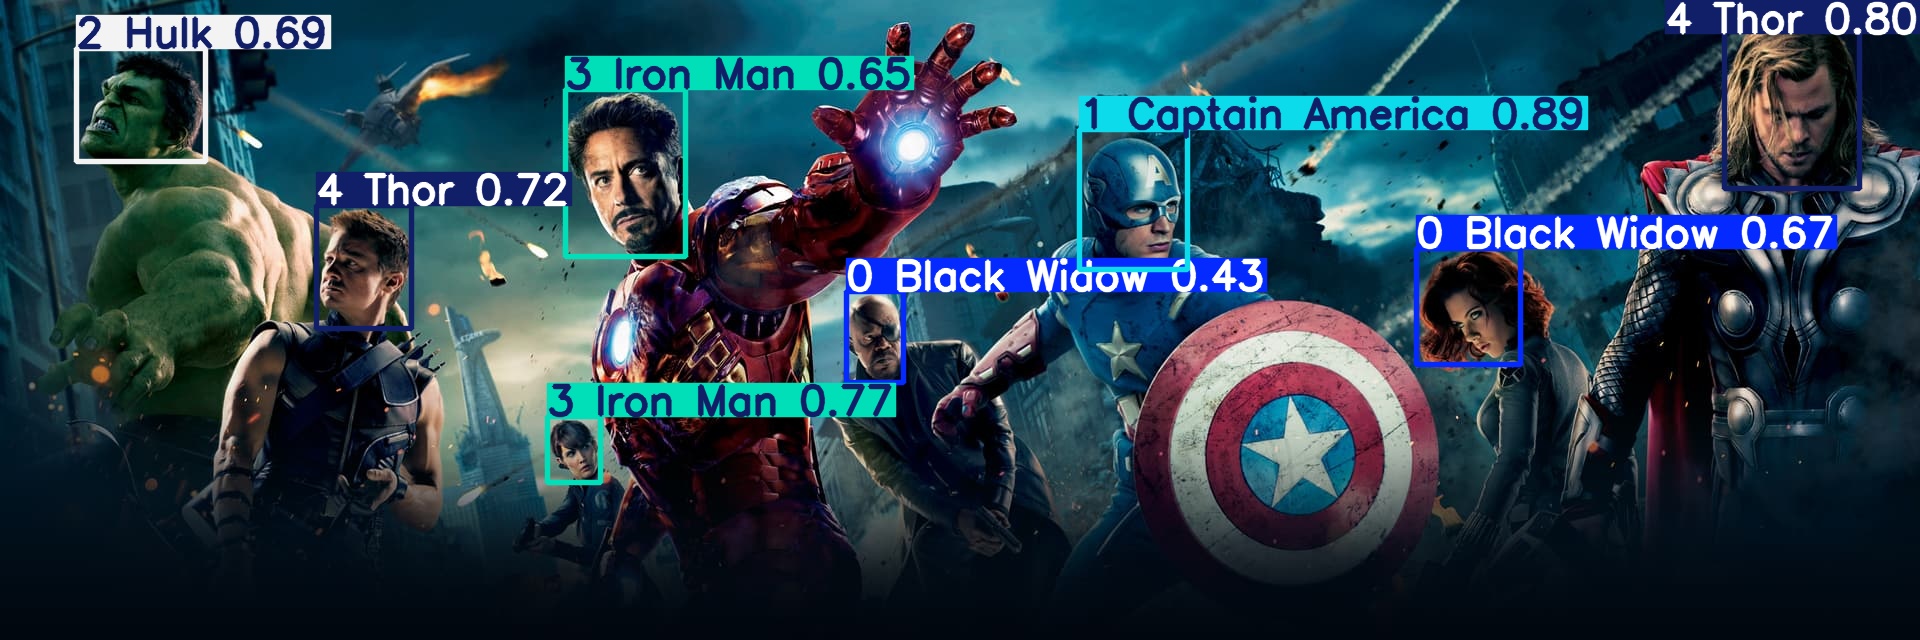 2 Hulk 0.69
4 Thor 0.80
3 Iron Man 0.65
1 Captain America 0.89
4 Thor 0.72
0 Black Widow 0.67
0 Black Widow 0.43
3 Iron Man 0.77
A